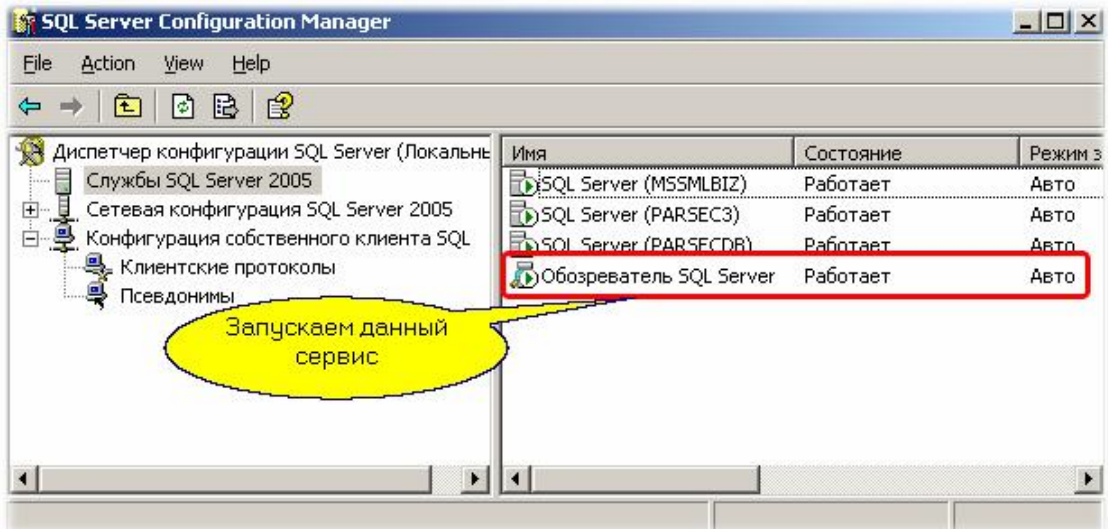 SQL Server Configuration Manager
File Action View Help
Диспетчер конфигурации SQL Server (Локальнь
Службы SQL Server 2005
Сетевая конфигурация SQL Server 2005
Конфигурация собственного клиента SQL
Клиентские протоколы
Псевдонимы
Запускаем данный
сервис
Имя Состояние Режим з
SQL Server (MSSMLBIZ) Работает Авто
SQL Server (PARSEC3) Работает Авто
SQL Server (PARSECDB) Работает Авто
Обозреватель SQL Server Работает Авто